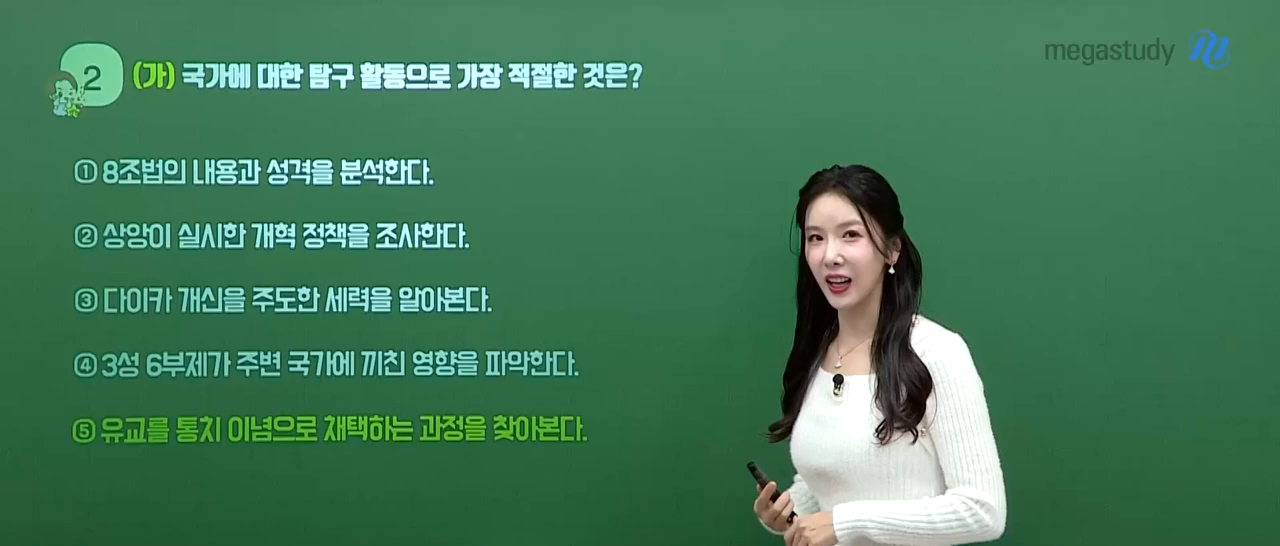 megastudy
2 (가) 국가에 대한 탐구 활동으로 가장 적절한 것은?
① 8조법의 내용과 성격을 분석한다.
② 상앙이 실시한 개혁 정책을 조사한다.
③ 다이카 개신을 주도한 세력을 알아본다.
④ 3성 6부제가 주변 국가에 끼친 영향을 파악한다.
⑤ 유교를 통치 이념으로 채택하는 과정을 찾아본다.